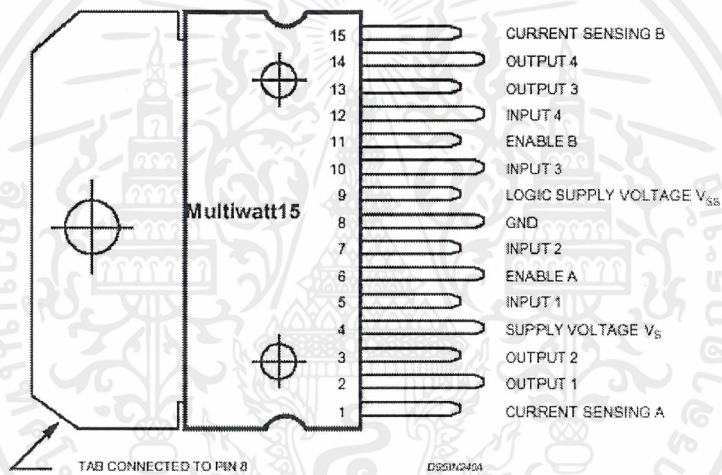 15 CURRENT SENSING B
14 OUTPUT 4
13 OUTPUT 3
12 INPUT 4
11 ENABLE B
10 INPUT 3
9 LOGIC SUPPLY VOLTAGE VSS
8 GND
7 INPUT 2
6 ENABLE A
5 INPUT 1
4 SUPPLY VOLTAGE VS
3 OUTPUT 2
2 OUTPUT 1
1 CURRENT SENSING A
Multiwatt15
TAB CONNECTED TO PIN 8
D95IN240A